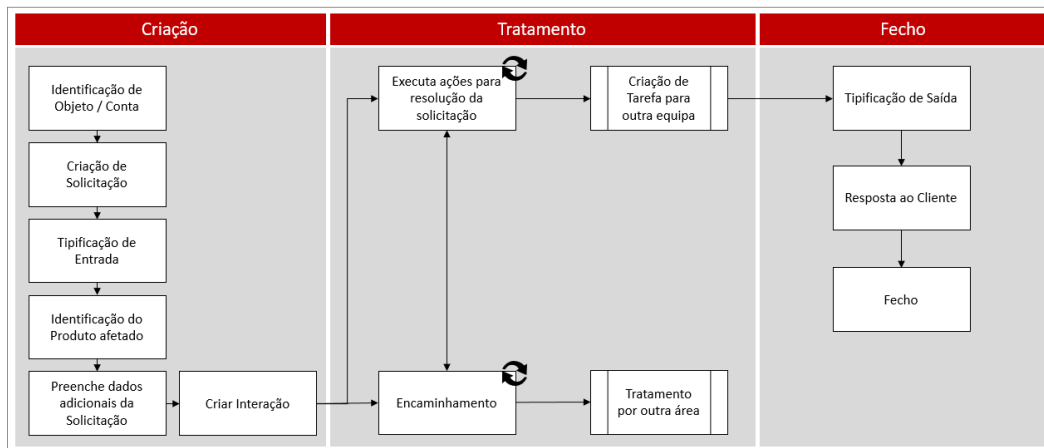 Criação
Tratamento
Fecho
Identificação de
Objeto / Conta
Criação de
Solicitação
Tipificação de
Entrada
Identificação do
Produto afetado
Preenche dados
adicionais da
Solicitação
Criar Interação
Executa ações para
resolução da
solicitação
Criação de
Tarefa para
outra equipa
Encaminhamento
Tratamento
por outra área
Tipificação de Saída
Resposta ao Cliente
Fecho